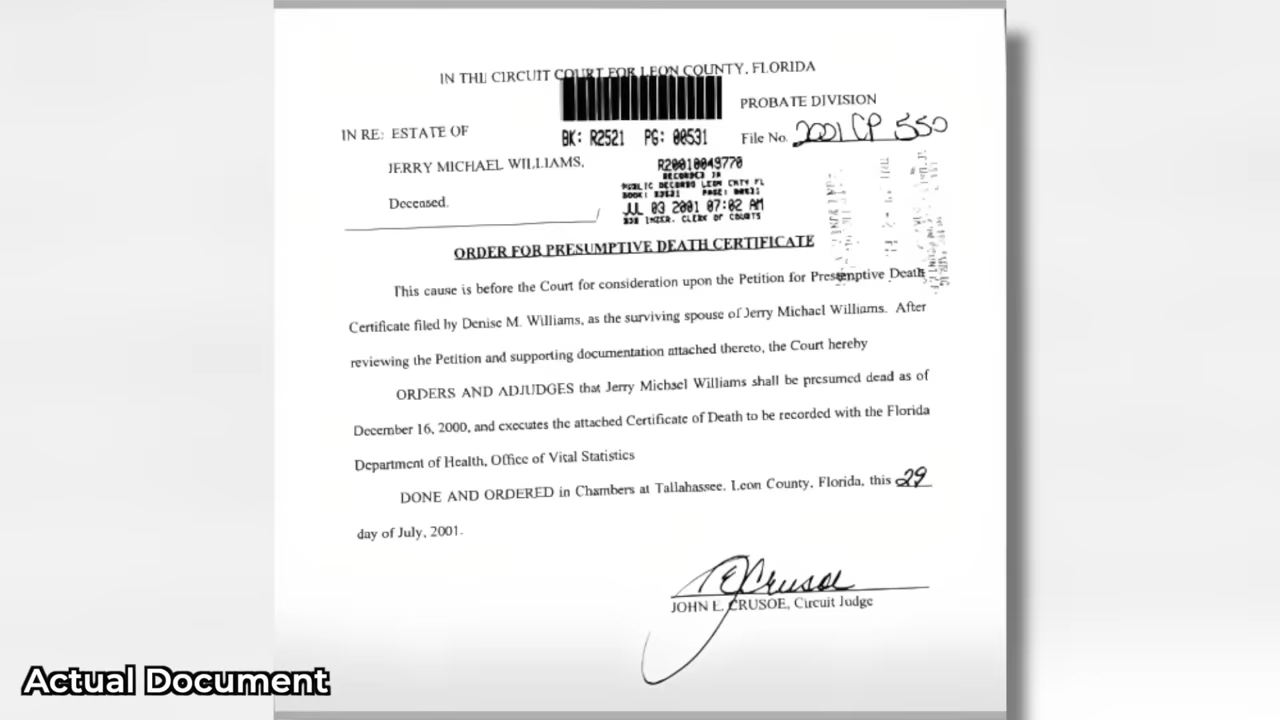 IN THE CIRCUIT COURT FOR LEON COUNTY, FLORIDA
PROBATE DIVISION
IN RE: ESTATE OF
BK: R2521 PG: 00531
File No. 2001 CP 550
JERRY MICHAEL WILLIAMS,
R20010049770
RECORDED IN
PUBLIC RECORDS LEON CNTY FL
Deceased.
JUL 03 2001 07:02 AM
CLERK OF COURTS
ORDER FOR PRESUMPTIVE DEATH CERTIFICATE
This cause is before the Court for consideration upon the Petition for Presumptive Death
Certificate filed by Denise M. Williams, as the surviving spouse of Jerry Michael Williams. After
reviewing the Petition and supporting documentation attached thereto, the Court hereby
ORDERS AND ADJUDGES that Jerry Michael Williams shall be presumed dead as of
December 16, 2000, and executes the attached Certificate of Death to be recorded with the Florida
Department of Health, Office of Vital Statistics
DONE AND ORDERED in Chambers at Tallahassee, Leon County, Florida, this 29
day of July, 2001.
JOHN E. CRUSOE, Circuit Judge
Actual Document